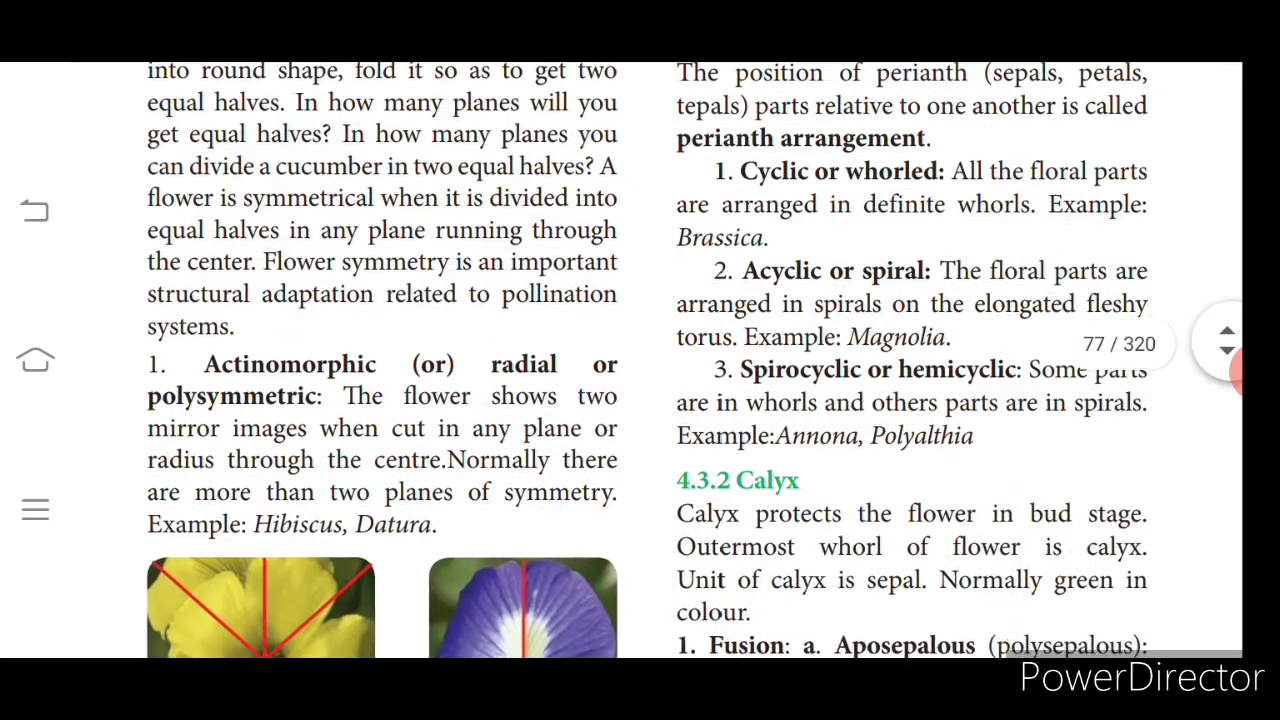 into round shape, fold it so as to get two
equal halves. In how many planes will you
get equal halves? In how many planes you
can divide a cucumber in two equal halves? A
flower is symmetrical when it is divided into
equal halves in any plane running through
the center. Flower symmetry is an important
structural adaptation related to pollination
systems.
1. Actinomorphic (or) radial or
polysymmetric: The flower shows two
mirror images when cut in any plane or
radius through the centre.Normally there
are more than two planes of symmetry.
Example: Hibiscus, Datura.
The position of perianth (sepals, petals,
tepals) parts relative to one another is called
perianth arrangement.
1. Cyclic or whorled: All the floral parts
are arranged in definite whorls. Example:
Brassica.
2. Acyclic or spiral: The floral parts are
arranged in spirals on the elongated fleshy
torus. Example: Magnolia.
77 / 320
3. Spirocyclic or hemicyclic: Some parts
are in whorls and others parts are in spirals.
Example:Annona, Polyalthia
4.3.2 Calyx
Calyx protects the flower in bud stage.
Outermost whorl of flower is calyx.
Unit of calyx is sepal. Normally green in
colour.
1. Fusion: a. Aposepalous (polysepalous):
PowerDirector